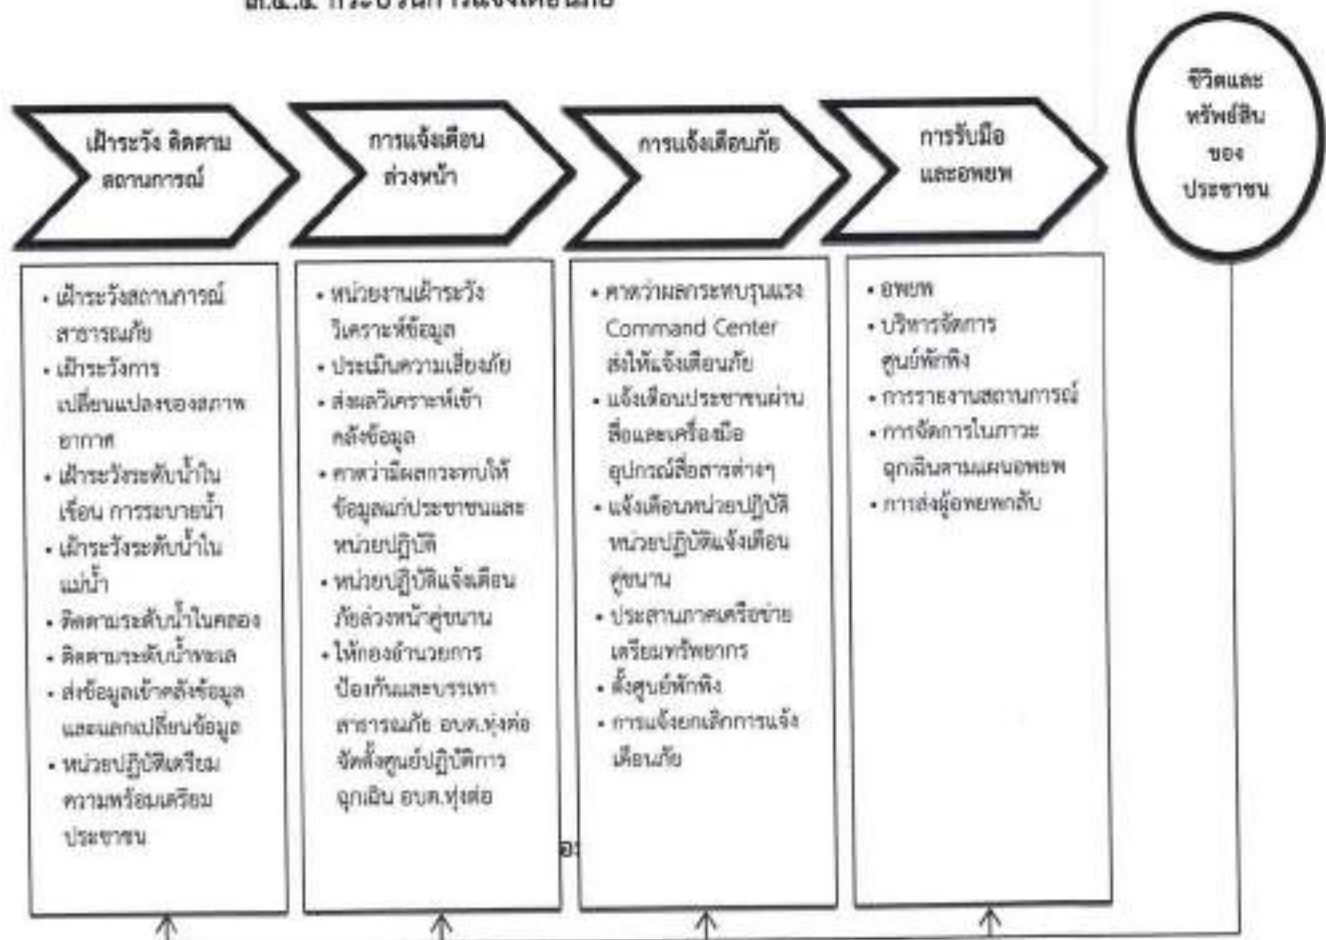 กระบวนการแจ้งเตือนภัย
เฝ้าระวัง ติดตาม
สถานการณ์
การแจ้งเตือน
ล่วงหน้า
การแจ้งเตือนภัย
การรับมือ
และอพยพ
ชีวิตและ
ทรัพย์สิน
ของ
ประชาชน
• เฝ้าระวังสถานการณ์
สาธารณภัย
• เฝ้าระวังการ
เปลี่ยนแปลงของสภาพ
อากาศ
• เฝ้าระวังระดับน้ำใน
เขื่อน การระบายน้ำ
• เฝ้าระวังระดับน้ำใน
แม่น้ำ
• ติดตามระดับน้ำในคลอง
• ติดตามระดับน้ำทะเล
• ส่งข้อมูลเข้าคลังข้อมูล
และแลกเปลี่ยนข้อมูล
• หน่วยปฏิบัติเตรียม
ความพร้อมเตรียม
ประชาชน
• หน่วยงานเฝ้าระวัง
วิเคราะห์ข้อมูล
• ประเมินความเสี่ยงภัย
• ส่งผลวิเคราะห์เข้า
คลังข้อมูล
• คาดว่ามีผลกระทบให้
ข้อมูลแก่ประชาชนและ
หน่วยปฏิบัติ
• หน่วยปฏิบัติแจ้งเตือน
ภัยล่วงหน้าคู่ขนาน
• ให้กองอำนวยการ
ป้องกันและบรรเทา
สาธารณภัย อบต.ทุ่งต่อ
จัดตั้งศูนย์ปฏิบัติการ
ฉุกเฉิน อบต.ทุ่งต่อ
• คาดว่าผลกระทบรุนแรง
Command Center
ส่งให้แจ้งเตือนภัย
• แจ้งเตือนประชาชนผ่าน
สื่อและเครื่องมือ
อุปกรณ์สื่อสารต่างๆ
• แจ้งเตือนหน่วยปฏิบัติ
หน่วยปฏิบัติแจ้งเตือน
คู่ขนาน
• ประสานภาคเครือข่าย
เตรียมทรัพยากร
• ตั้งศูนย์พักพิง
• การแจ้งยกเลิกการแจ้ง
เตือนภัย
• อพยพ
• บริหารจัดการ
ศูนย์พักพิง
• การรายงานสถานการณ์
• การจัดการในภาวะ
ฉุกเฉินตามแผนอพยพ
• การส่งผู้อพยพกลับ